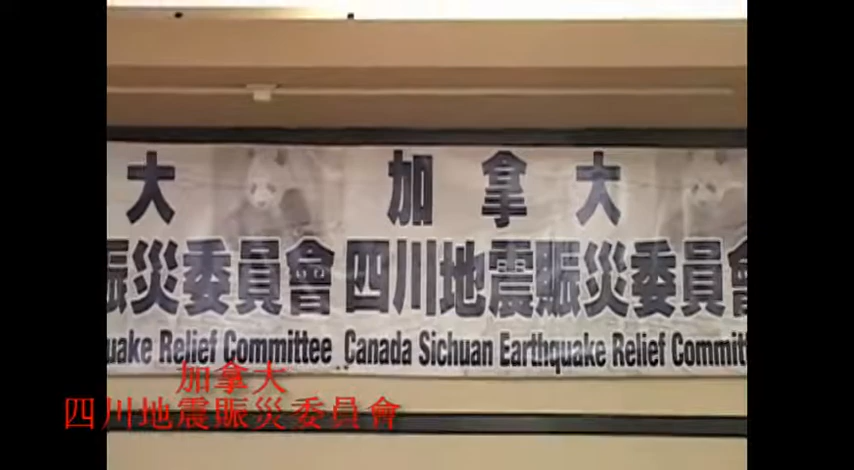 大 加拿大
賑災委員會 四川地震賑災委員會
uake Relief Committee Canada Sichuan Earthquake Relief Committ
加拿大
四川地震賑災委員會